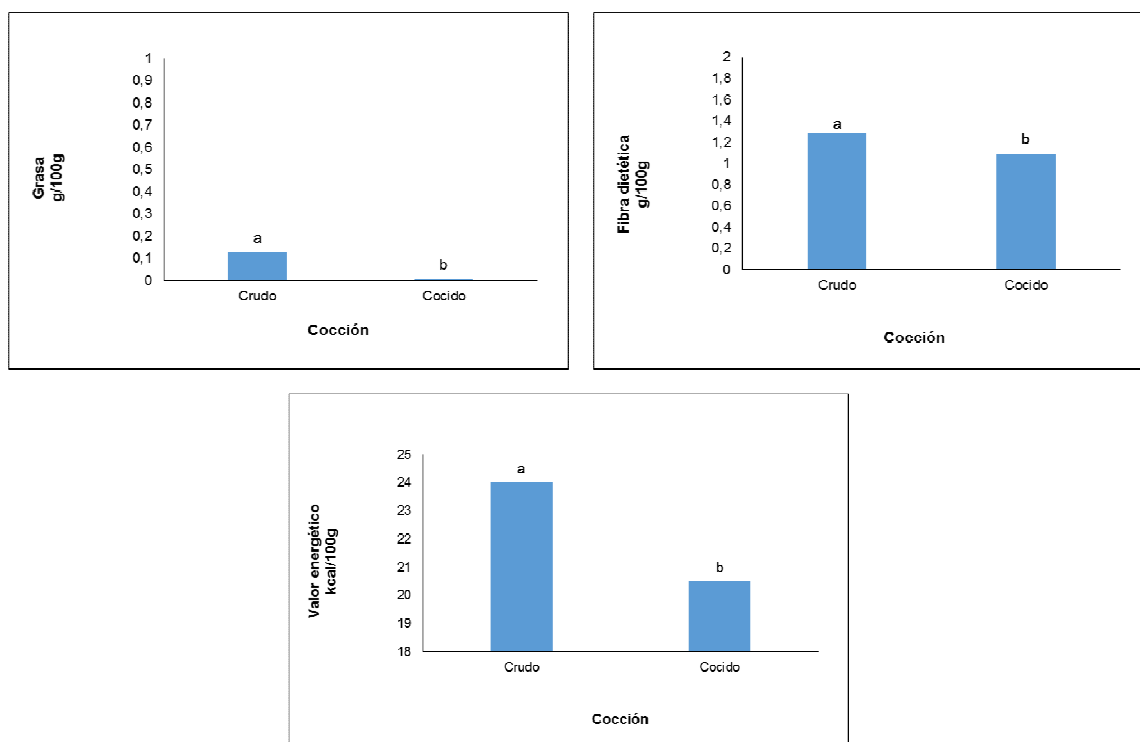 Grasa
g/100g
1
0,9
0,8
0,7
0,6
0,5
0,4
0,3
0,2
0,1
0
a
b
Crudo
Cocido
Cocción
Fibra dietética
g/100g
2
1,8
1,6
1,4
1,2
1
0,8
0,6
0,4
0,2
0
a
b
Crudo
Cocido
Cocción
Valor energético
kcal/100g
25
24
23
22
21
20
19
18
a
b
Crudo
Cocido
Cocción